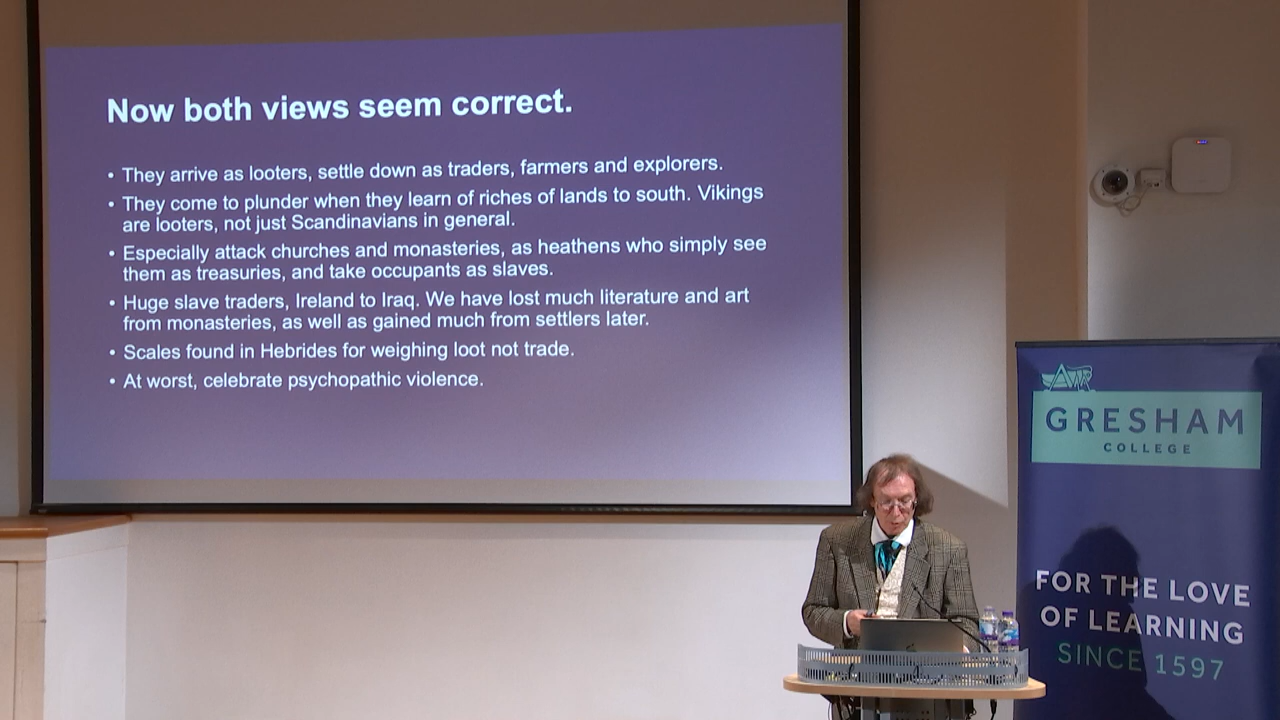 Now both views seem correct.
• They arrive as looters, settle down as traders, farmers and explorers.
• They come to plunder when they learn of riches of lands to south. Vikings
are looters, not just Scandinavians in general.
• Especially attack churches and monasteries, as heathens who simply see
them as treasuries, and take occupants as slaves.
• Huge slave traders, Ireland to Iraq. We have lost much literature and art
from monasteries, as well as gained much from settlers later.
• Scales found in Hebrides for weighing loot not trade.
• At worst, celebrate psychopathic violence.
GRESHAM
COLLEGE
FOR THE LOVE
OF LEARNING
SINCE 1597